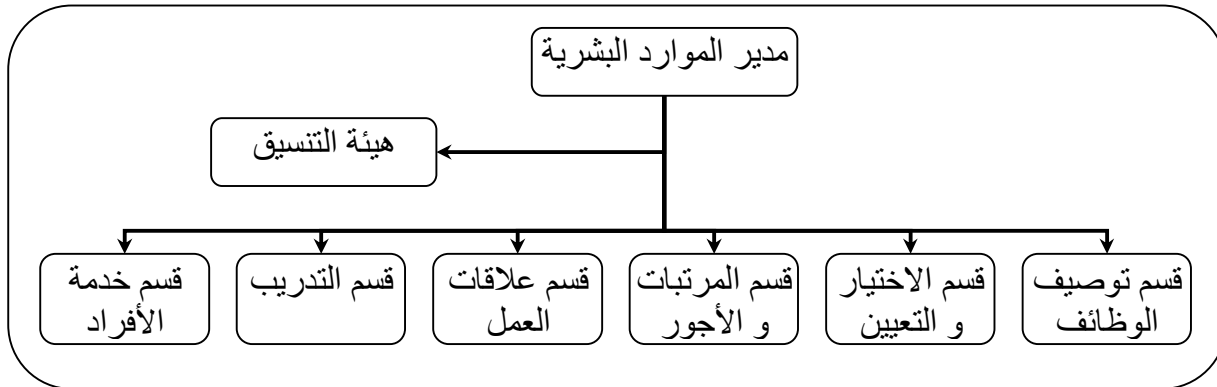 مدير الموارد البشرية
هيئة التنسيق
قسم توصيف
الوظائف
قسم الاختيار
و التعيين
قسم المرتبات
و الأجور
قسم علاقات
العمل
قسم التدريب
قسم خدمة
الأفراد